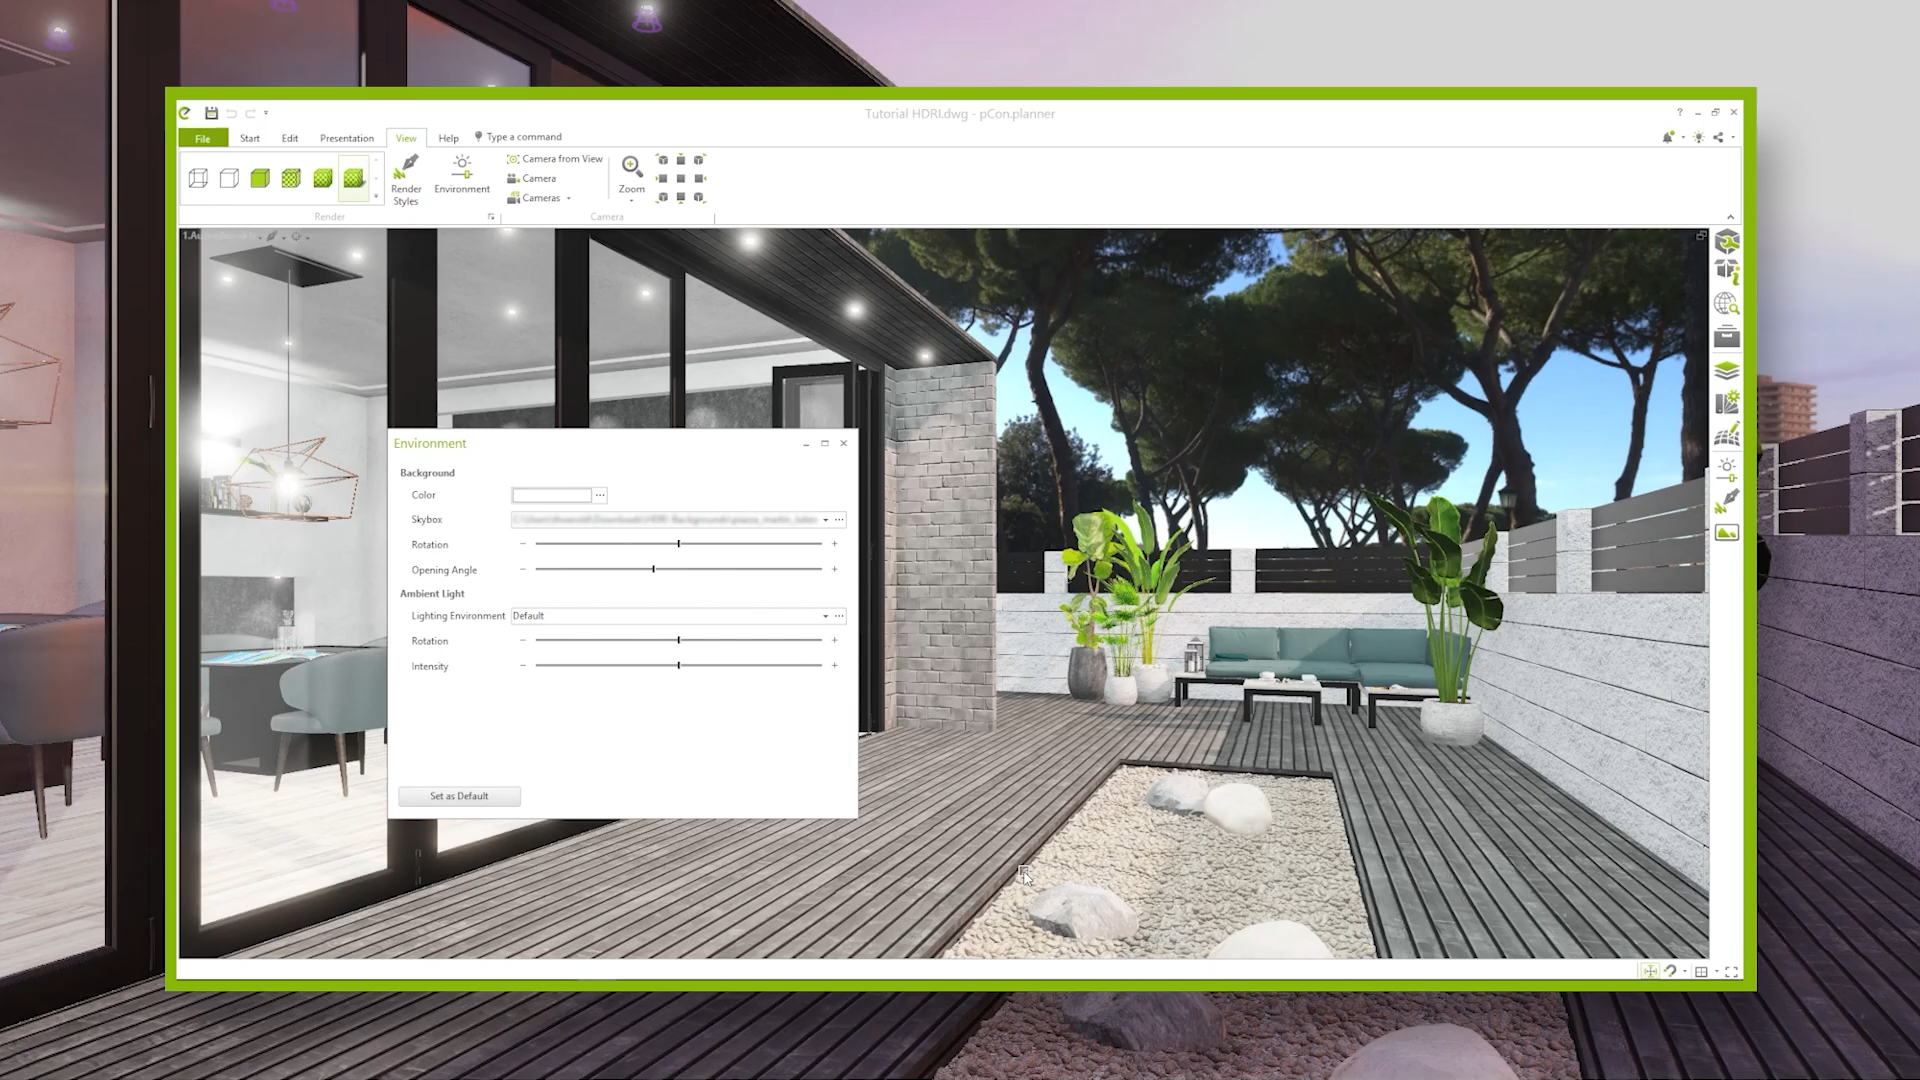 Tutorial HDRI.dwg - pCon.planner
?
File Start Edit Presentation View Help Type a command
Render Styles
Environment
Camera from View
Camera
Cameras
Zoom
Render
Camera
Environment
Background
Color
Skybox
Rotation
Opening Angle
Ambient Light
Lighting Environment Default
Rotation
Intensity
Set as Default